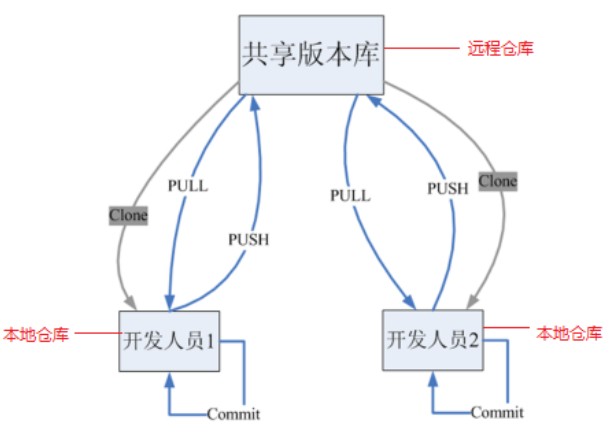 共享版本库
远程仓库
Clone
PULL
PUSH
PULL
PUSH
Clone
本地仓库
开发人员1
开发人员2
本地仓库
Commit
Commit